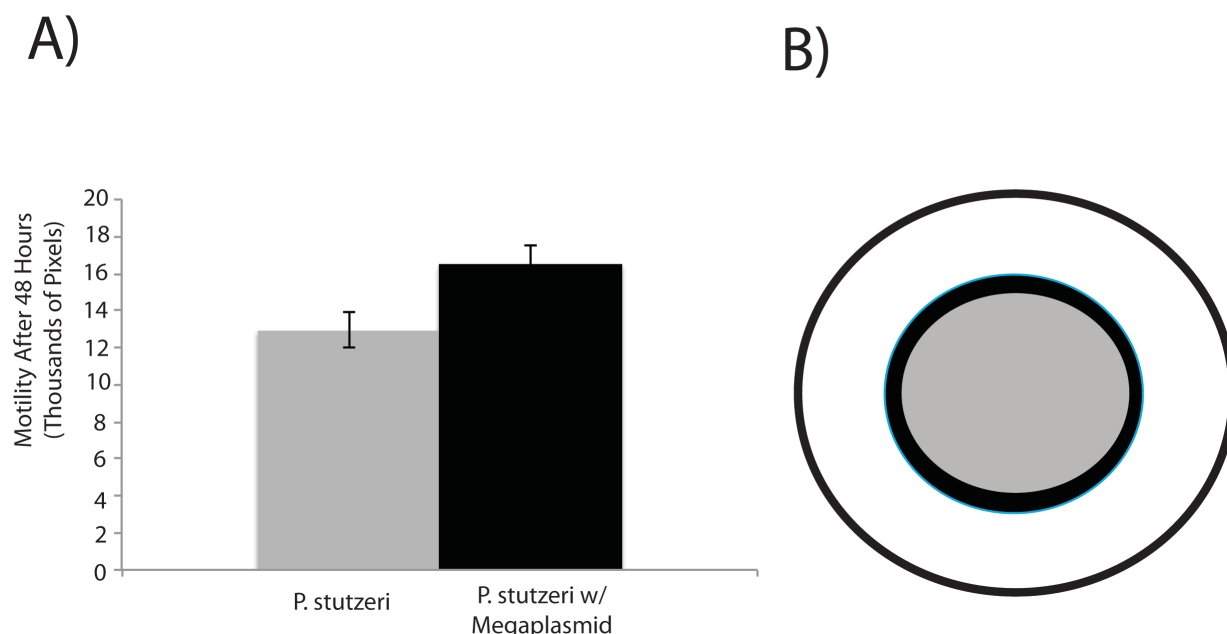 A)
B)
Motility After 48 Hours
(Thousands of Pixels)
20
18
16
14
12
10
8
6
4
2
0
P. stutzeri
P. stutzeri w/
Megaplasmid